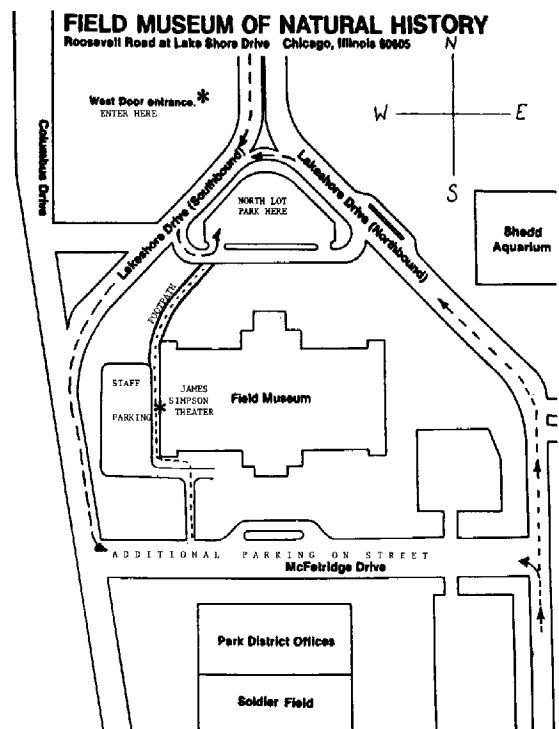 FIELD MUSEUM OF NATURAL HISTORY
Roosevelt Road at Lake Shore Drive Chicago, Illinois 60605
N
West Door entrance. *
ENTER HERE
W
E
S
Columbus Drive
Lakeshore Drive (Southbound)
Lakeshore Drive (Northbound)
NORTH LOT
PARK HERE
Shedd
Aquarium
FOOTPATH
STAFF
PARKING
*
JAMES
SIMPSON
THEATER
Field Museum
ADDITIONAL PARKING ON STREET
McFetridge Drive
Park District Offices
Soldier Field